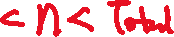 < n < Total